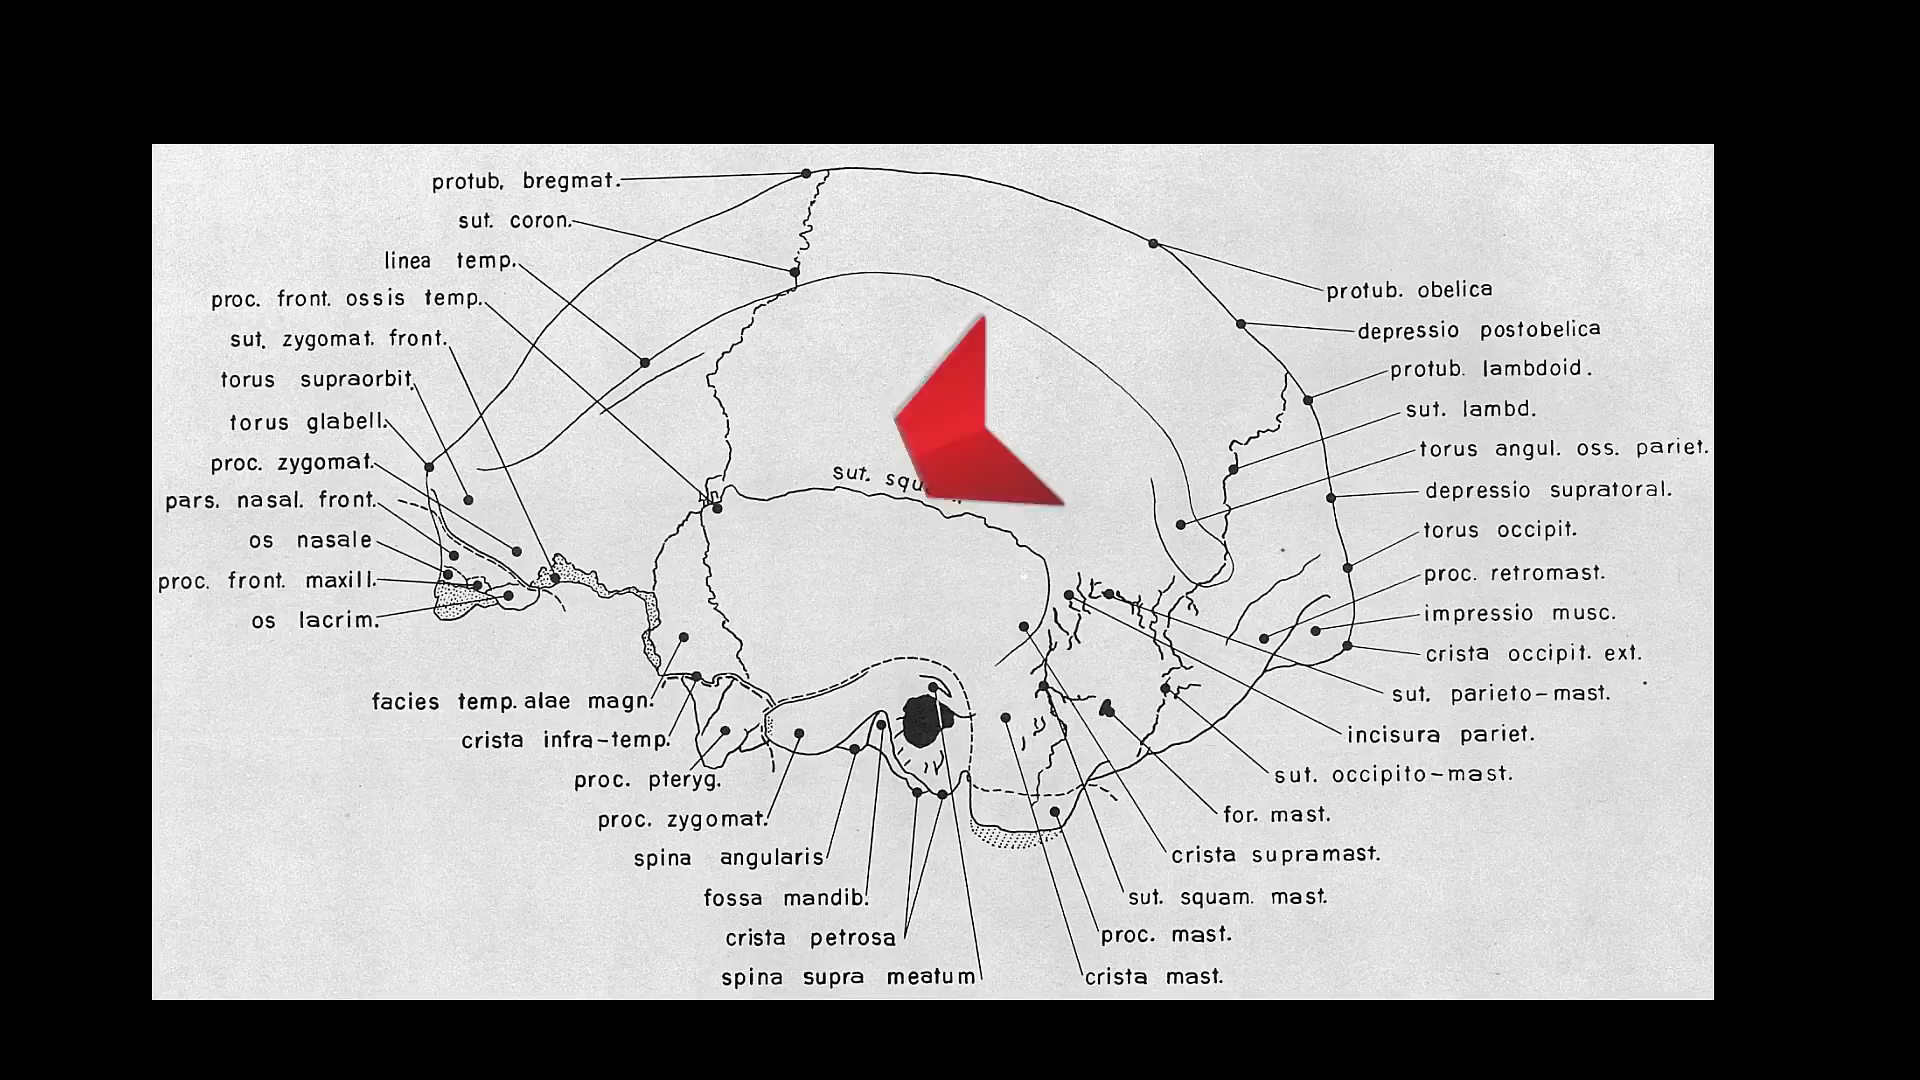 protub. bregmat.
sut. coron.
linea temp.
proc. front. ossis temp.
sut. zygomat. front.
torus supraorbit.
torus glabell.
proc. zygomat.
pars. nasal. front.
os nasale
proc. front. maxill.
os lacrim.
facies temp. alae magn.
crista infra-temp.
proc. pteryg.
proc. zygomat.
spina angularis
fossa mandib.
crista petrosa
spina supra meatum
sut.
protub. obelica
depressio postobelica
protub. lambdoid.
sut. lambd.
torus angul. oss. pariet.
depressio supratoral.
torus occipit.
proc. retromast.
impressio musc.
crista occipit. ext.
sut. parieto-mast.
incisura pariet.
sut. occipito-mast.
for. mast.
crista supramast.
sut. squam. mast.
proc. mast.
crista mast.